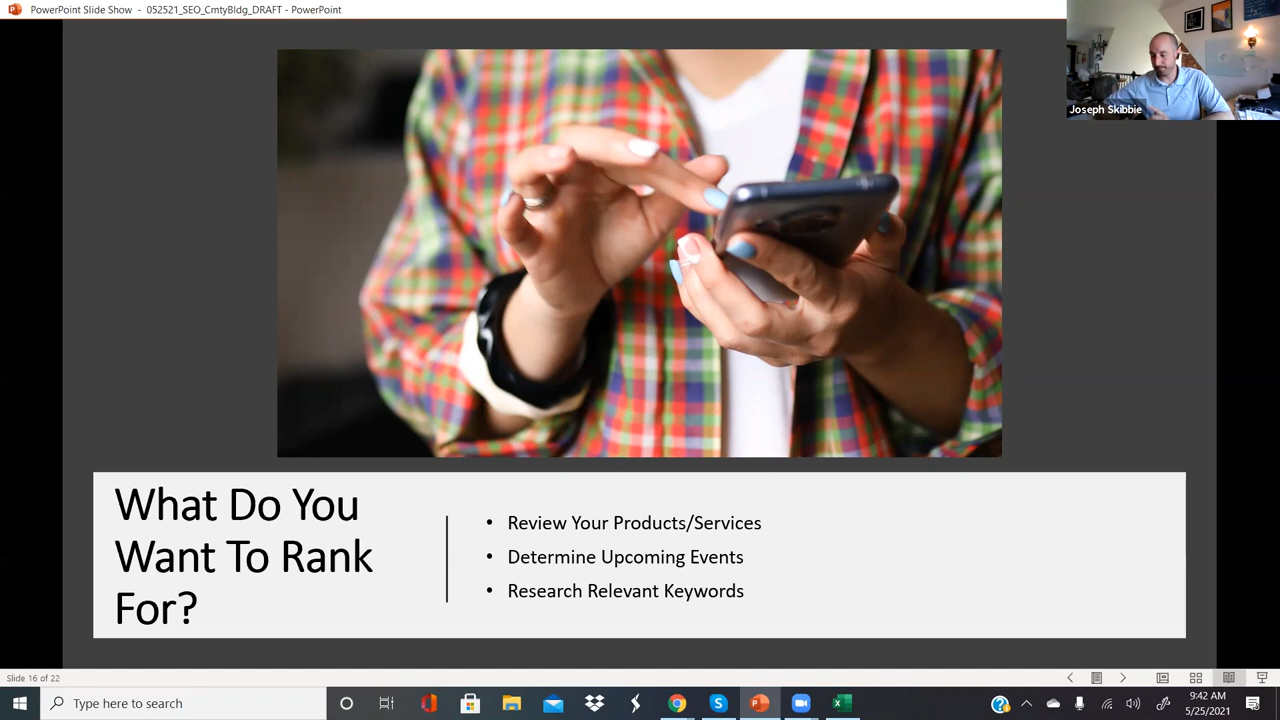 PowerPoint Slide Show - 052521_SEO_CmtyBldg_DRAFT - PowerPoint
Joseph Skibbie
What Do You
Want To Rank
For?
• Review Your Products/Services
• Determine Upcoming Events
• Research Relevant Keywords
Slide 16 of 22
Type here to search
9:42 AM
5/25/2021